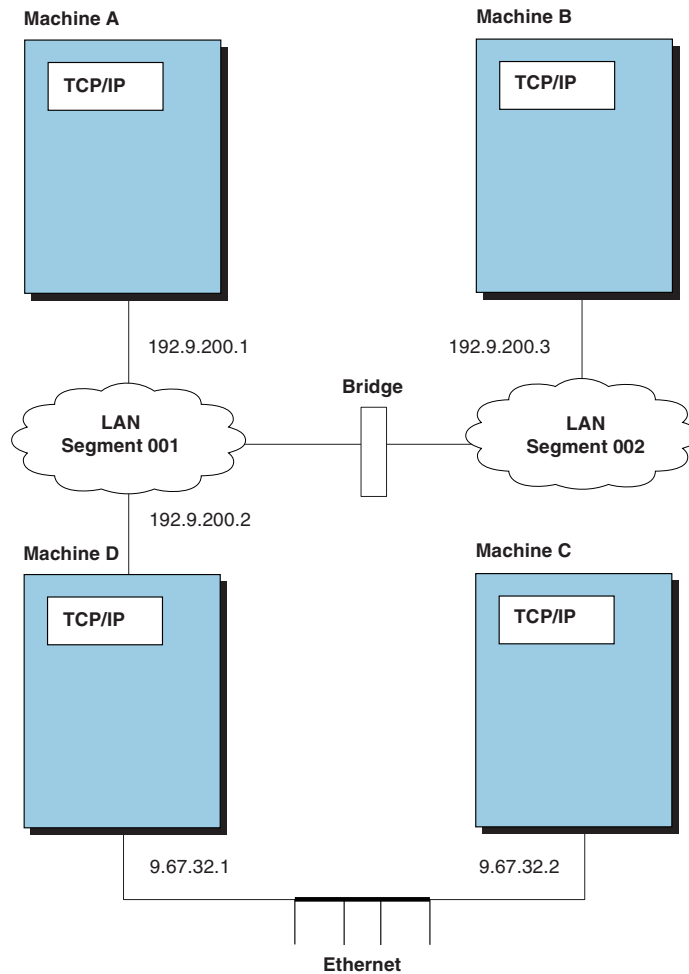 Machine A
Machine B
TCP/IP
TCP/IP
192.9.200.1
192.9.200.3
Bridge
LAN
Segment 001
LAN
Segment 002
192.9.200.2
Machine D
Machine C
TCP/IP
TCP/IP
9.67.32.1
9.67.32.2
Ethernet